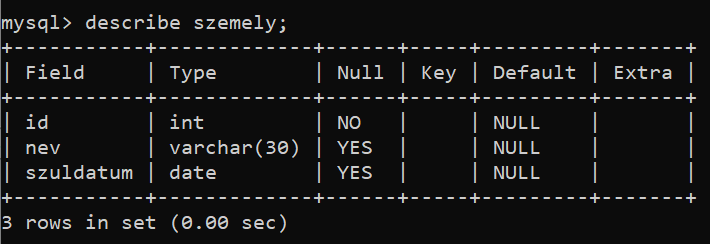 mysql> describe szemely;
+-----------+-------------+------+-----+---------+-------+
| Field     | Type        | Null | Key | Default | Extra |
+-----------+-------------+------+-----+---------+-------+
| id        | int         | NO   |     | NULL    |       |
| nev       | varchar(30) | YES  |     | NULL    |       |
| szuldatum | date        | YES  |     | NULL    |       |
+-----------+-------------+------+-----+---------+-------+
3 rows in set (0.00 sec)